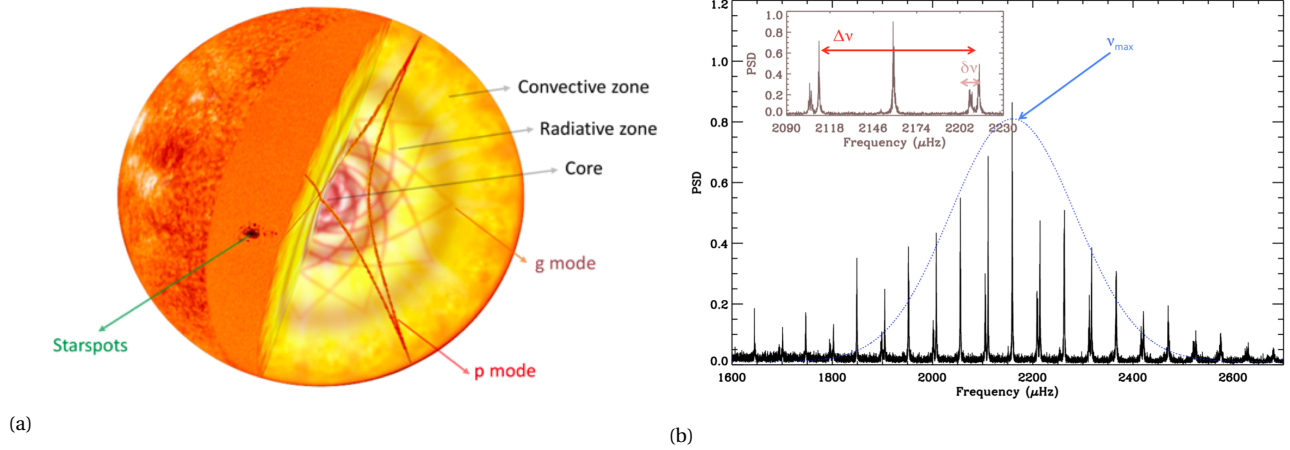 Convective zone
Radiative zone
Core
g mode
Starspots
p mode
(a)
1.2
1.0
0.8
0.6
0.4
0.2
0.0
PSD
1600
1800
2000
2200
2400
2600
Frequency (μHz)
1.0
0.8
0.6
0.4
0.2
0.0
PSD
2090 2118 2146 2174 2202 2230
Frequency (μHz)
Δν
δν
νmax
(b)